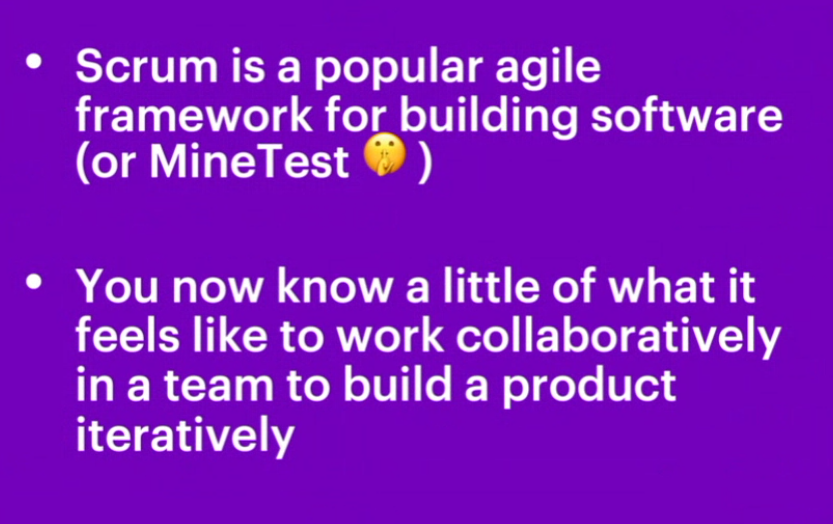 • Scrum is a popular agile
framework for building software
(or MineTest 🤫 )
• You now know a little of what it
feels like to work collaboratively
in a team to build a product
iteratively